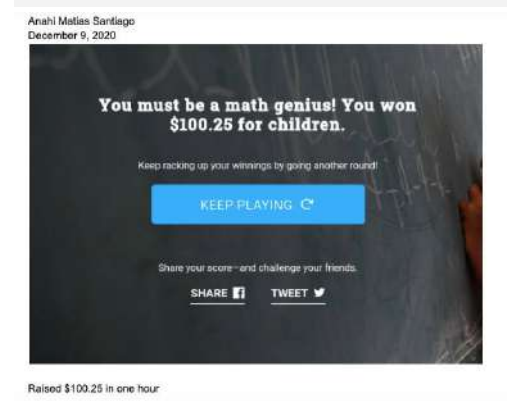 Anahi Matias Santiago
December 9, 2020
You must be a math genius! You won
$100.25 for children.
Keep racking up your winnings by going another round!
KEEP PLAYING
Share your score—and challenge your friends.
SHARE TWEET
Raised $100.25 in one hour